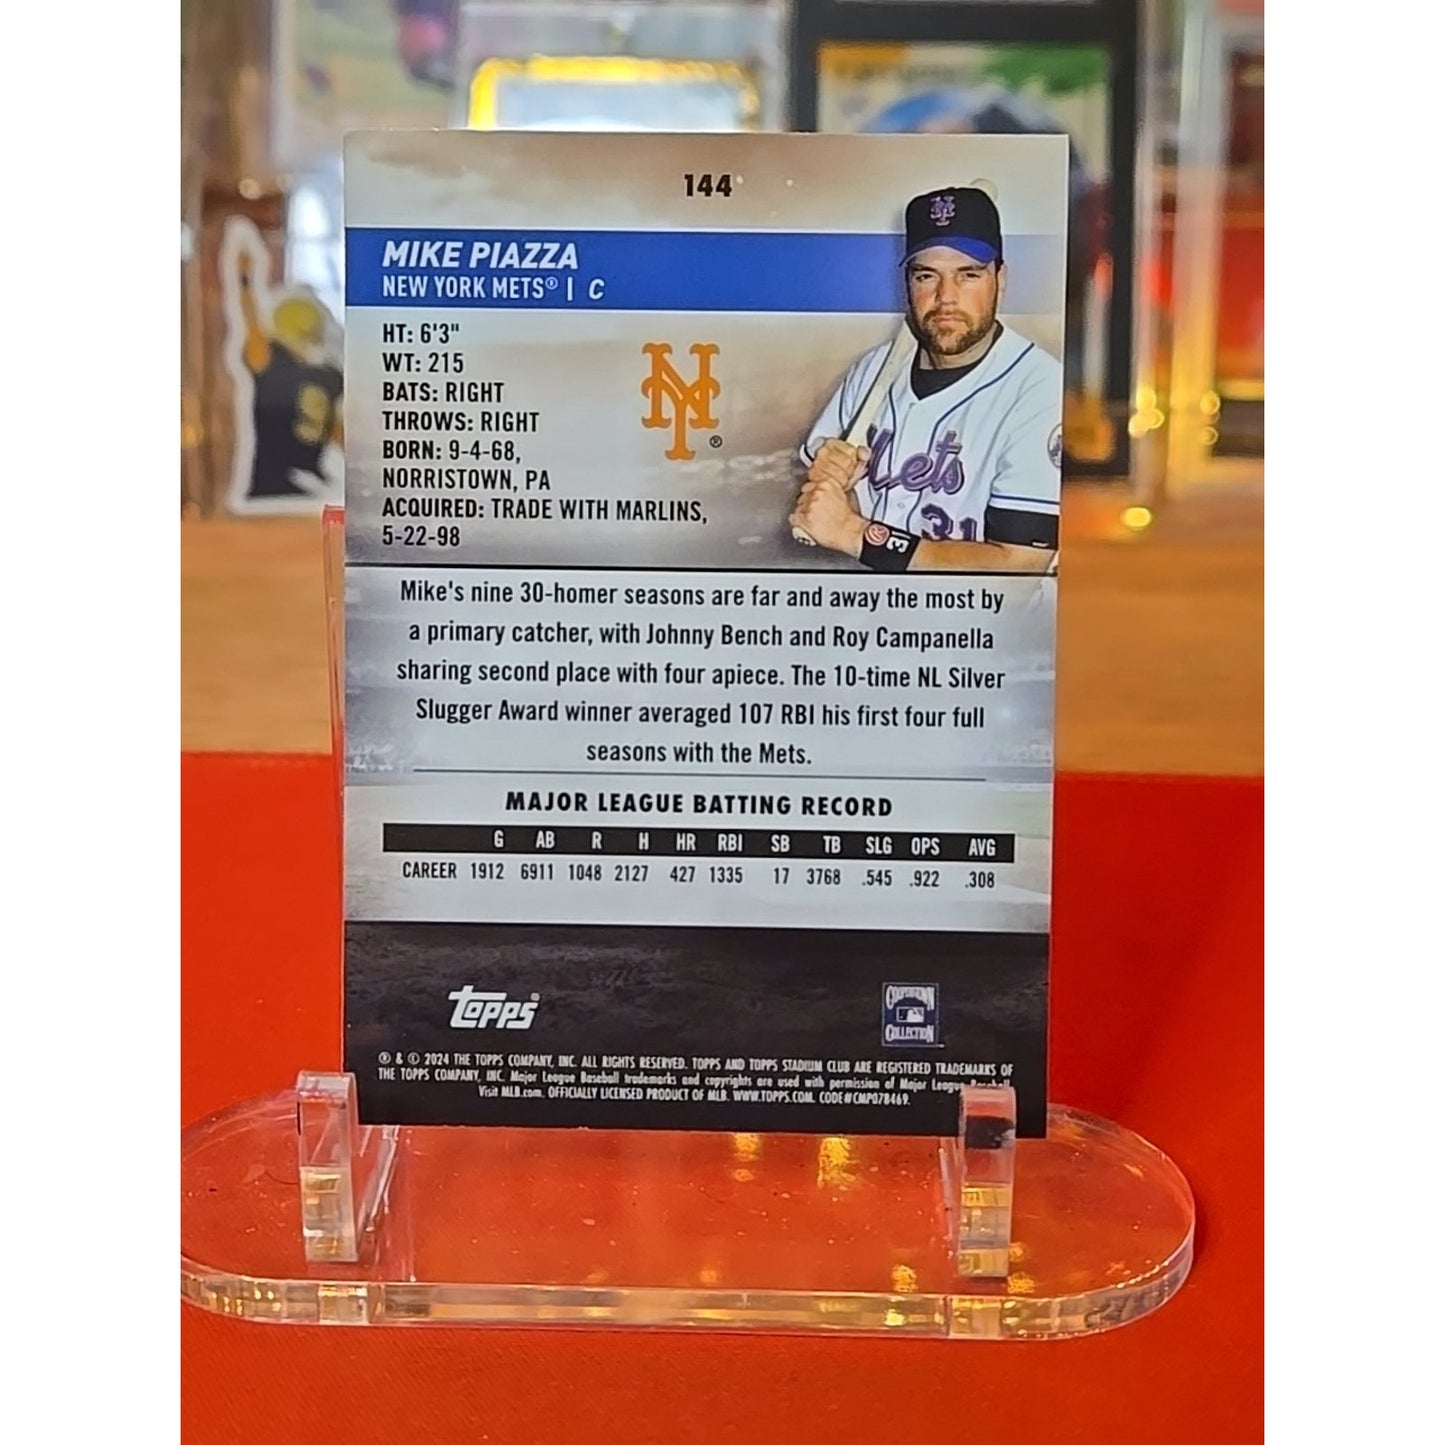 144
MIKE PIAZZA
NEW YORK METS® | C
HT: 6'3"
WT: 215
BATS: RIGHT
THROWS: RIGHT
BORN: 9-4-68,
NORRISTOWN, PA
ACQUIRED: TRADE WITH MARLINS,
5-22-98
NY
®
NY
Mets
31
31
Mike's nine 30-homer seasons are far and away the most by
a primary catcher, with Johnny Bench and Roy Campanella
sharing second place with four apiece. The 10-time NL Silver
Slugger Award winner averaged 107 RBI his first four full
seasons with the Mets.
MAJOR LEAGUE BATTING RECORD
G AB R H HR RBI SB TB SLG OPS AVG
CAREER 1912 6911 1048 2127 427 1335 17 3768 .545 .922 .308
topps®
COOPERSTOWN
COLLECTION
® & © 2024 THE TOPPS COMPANY, INC. ALL RIGHTS RESERVED. TOPPS AND TOPPS STADIUM CLUB ARE REGISTERED TRADEMARKS OF
THE TOPPS COMPANY, INC. Major League Baseball trademarks and copyrights are used with permission of Major League Baseball
Visit MLB.com. OFFICIALLY LICENSED PRODUCT OF MLB. WWW.TOPPS.COM. CODE#CMP078469.